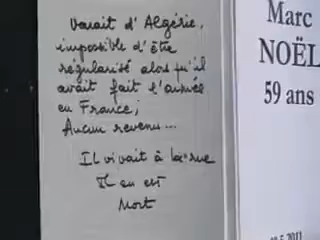 Venait d'Algérie,
impossible d'être
régularisé alors qu'il
avait fait l'armée
en France;
Aucun revenu...
Il vivait à la rue
Il en est
Mort
Marc
NOËL
59 ans
2011